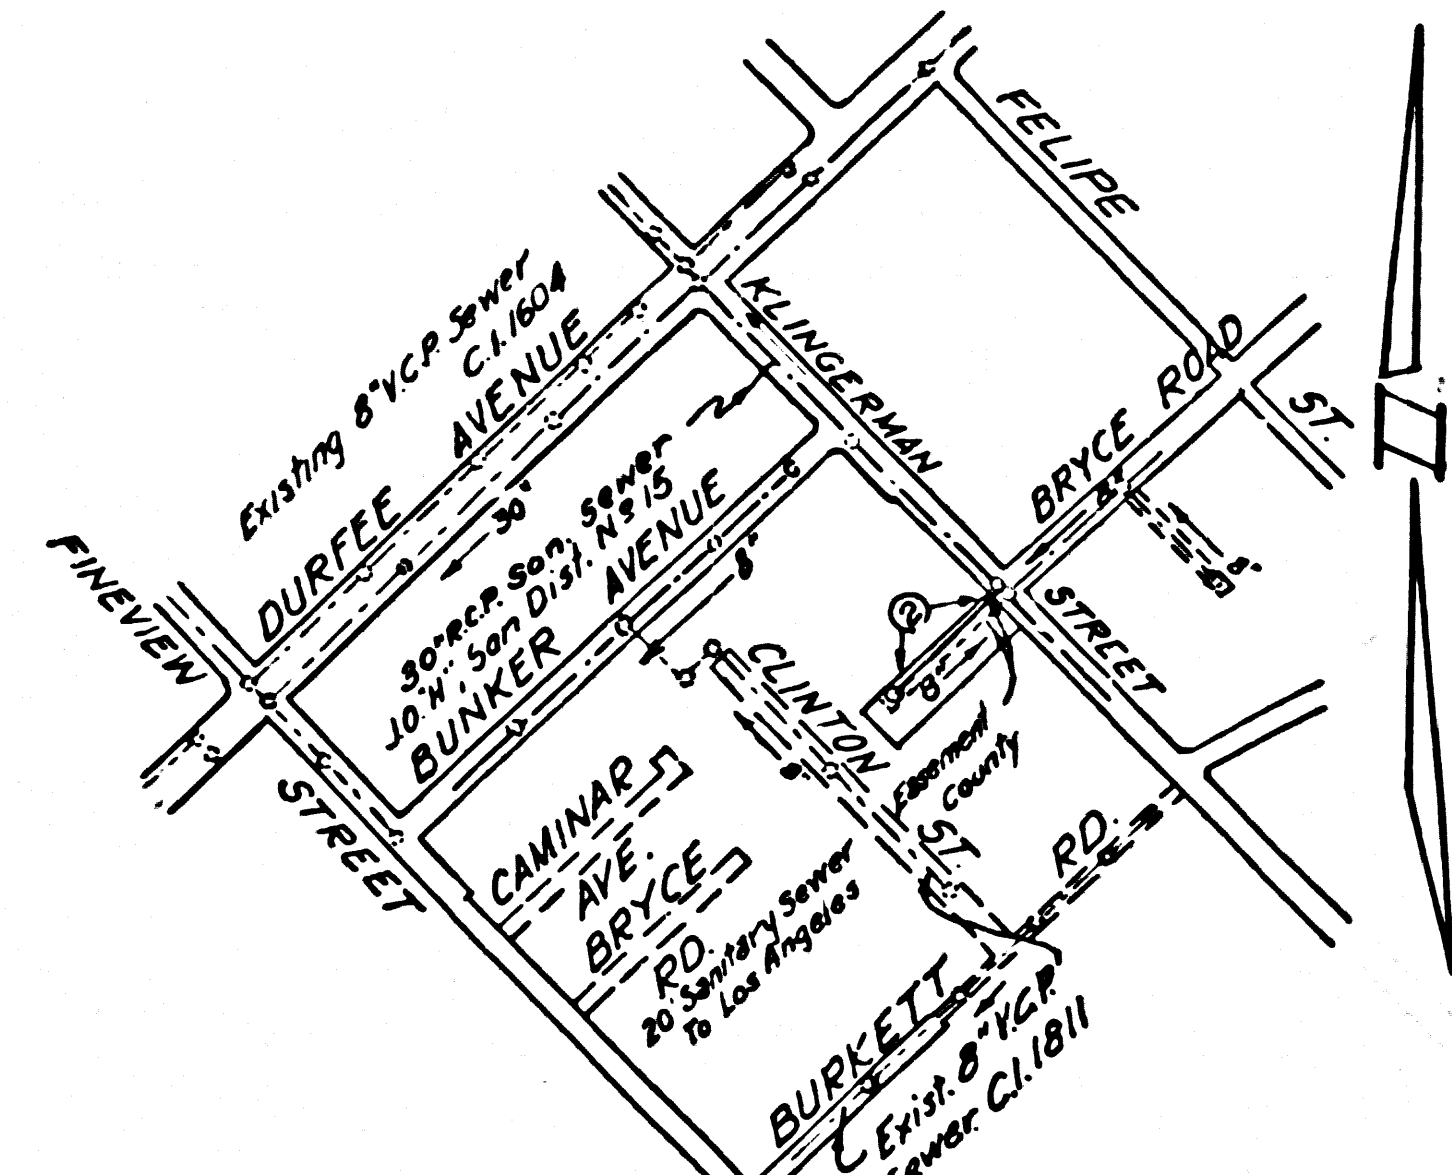 FELIPE
ST.
KLINGERMAN
STREET
BRYCE ROAD
8"
8"
Existing 8" V.C.P. Sewer
C.I. 1604
DURFEE AVENUE
30"
30" R.C.P. San. Sewer
J.O. "H", San Dist. Nº 15
BUNKER AVENUE
8"
FINEVIEW
STREET
2
8"
CLINTON
ST.
8"
Easement
County
CAMINAR
AVE.
BRYCE
RD.
20' Sanitary Sewer
To Los Angeles
BURKETT
RD.
Exist. 8" V.C.P.
Sewer C.I. 1811